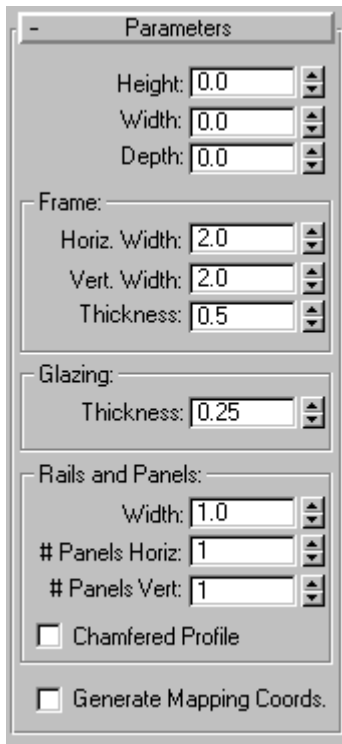 - Parameters
Height: 0.0
Width: 0.0
Depth: 0.0
Frame:
Horiz. Width: 2.0
Vert. Width: 2.0
Thickness: 0.5
Glazing:
Thickness: 0.25
Rails and Panels:
Width: 1.0
# Panels Horiz: 1
# Panels Vert: 1
Chamfered Profile
Generate Mapping Coords.